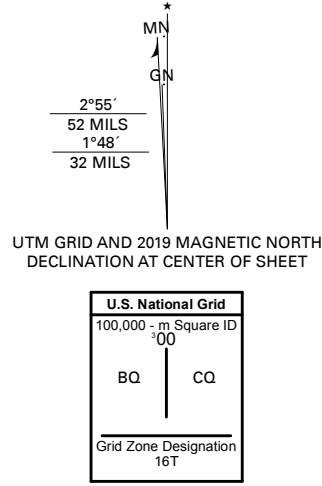 ★
MN
GN
2°55´
52 MILS
1°48´
32 MILS
UTM GRID AND 2019 MAGNETIC NORTH
DECLINATION AT CENTER OF SHEET
U.S. National Grid
100,000 - m Square ID
³00
BQ CQ
Grid Zone Designation
16T